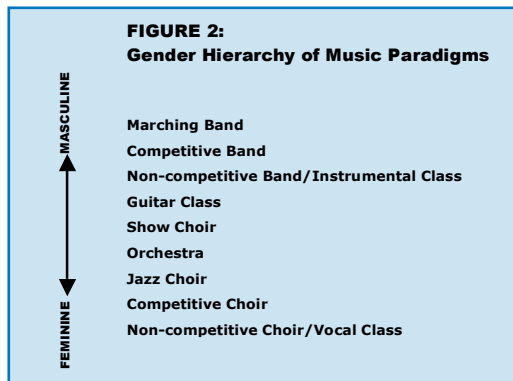 FIGURE 2:
Gender Hierarchy of Music Paradigms
MASCULINE
Marching Band
Competitive Band
Non-competitive Band/Instrumental Class
Guitar Class
Show Choir
Orchestra
Jazz Choir
Competitive Choir
Non-competitive Choir/Vocal Class
FEMININE